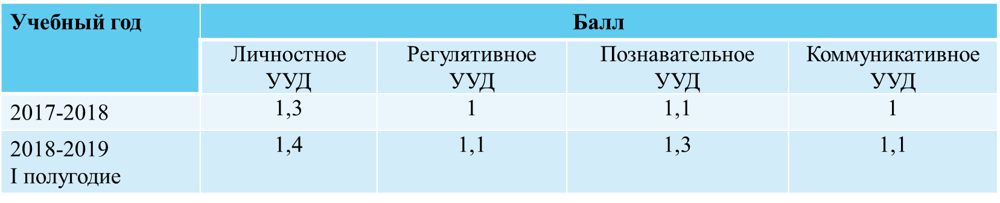 Учебный год Балл
Личностное УУД Регулятивное УУД Познавательное УУД Коммуникативное УУД
2017-2018 1,3 1 1,1 1
2018-2019 1,4 1,1 1,3 1,1
I полугодие